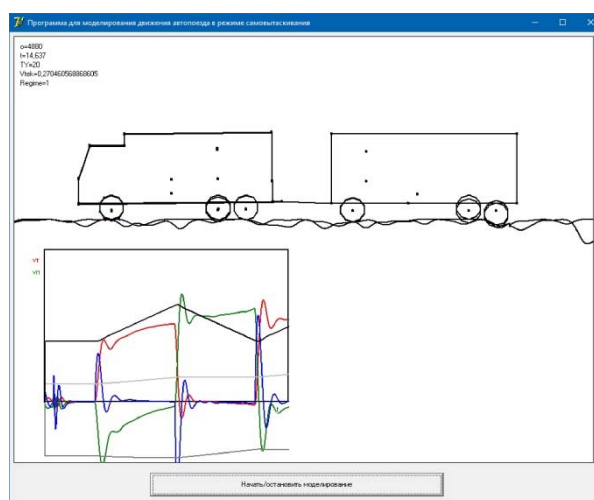 Программа для моделирования движения автопоезда в режиме самовытаскивания
o=4880
t=14,637
TY=20
Vtek=0,270460568868605
Regime=1
VT
VП
Начать/остановить моделирование